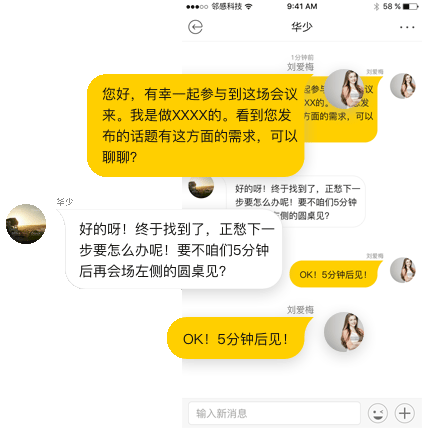 ●●●○○ 邻感科技 9:41 AM 58 %
华少
1分钟前
刘爱梅
刘爱梅
您好，有幸一起参与到这场会议
来。我是做XXXX的。看到您发
布的话题有这方面的需求，可以
聊聊？
华少
好的呀！终于找到了，正愁下一
步要怎么办呢！要不咱们5分钟
后再会场左侧的圆桌见？
好的呀！终于找到了，正愁下一
步要怎么办呢！要不咱们5分钟
会场左侧的圆桌见？
刘爱梅
OK！5分钟后见！
刘爱梅
OK！5分钟后见！
输入新消息